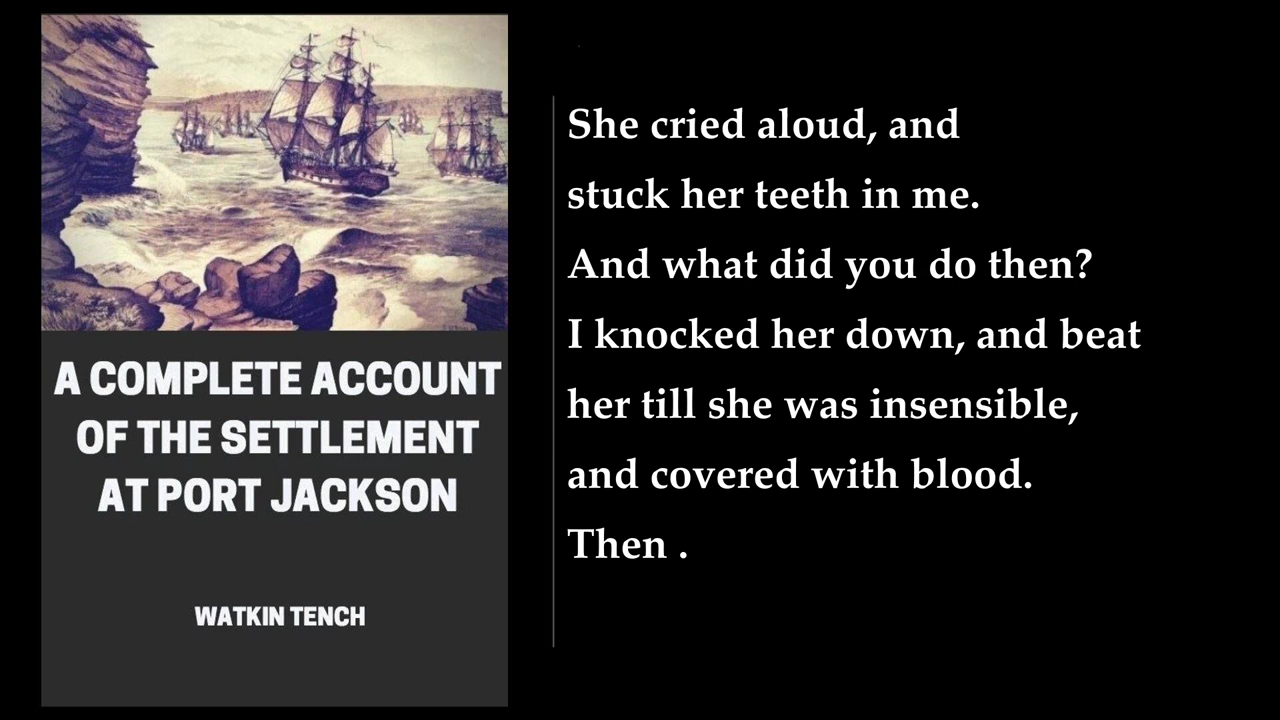 A COMPLETE ACCOUNT
OF THE SETTLEMENT
AT PORT JACKSON
WATKIN TENCH
She cried aloud, and
stuck her teeth in me.
And what did you do then?
I knocked her down, and beat
her till she was insensible,
and covered with blood.
Then .